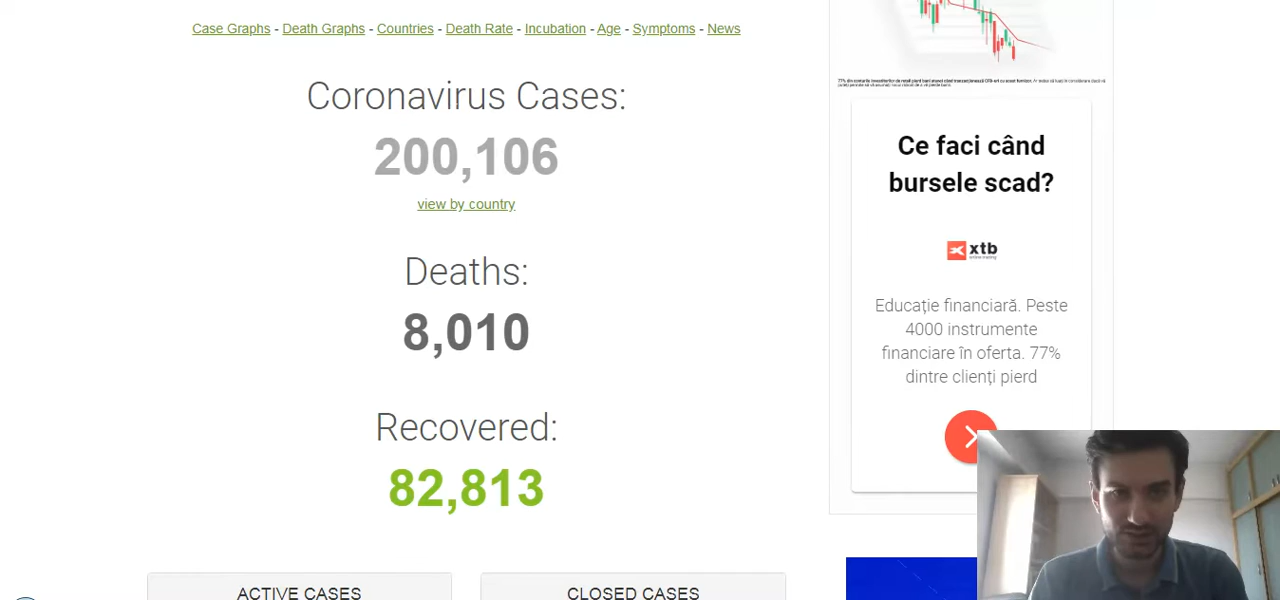 Case Graphs - Death Graphs - Countries - Death Rate - Incubation - Age - Symptoms - News
Coronavirus Cases:
200,106
view by country
Deaths:
8,010
Recovered:
82,813
ACTIVE CASES
CLOSED CASES
Ce faci când
bursele scad?
xtb
Educație financiară. Peste
4000 instrumente
financiare în oferta. 77%
dintre clienți pierd